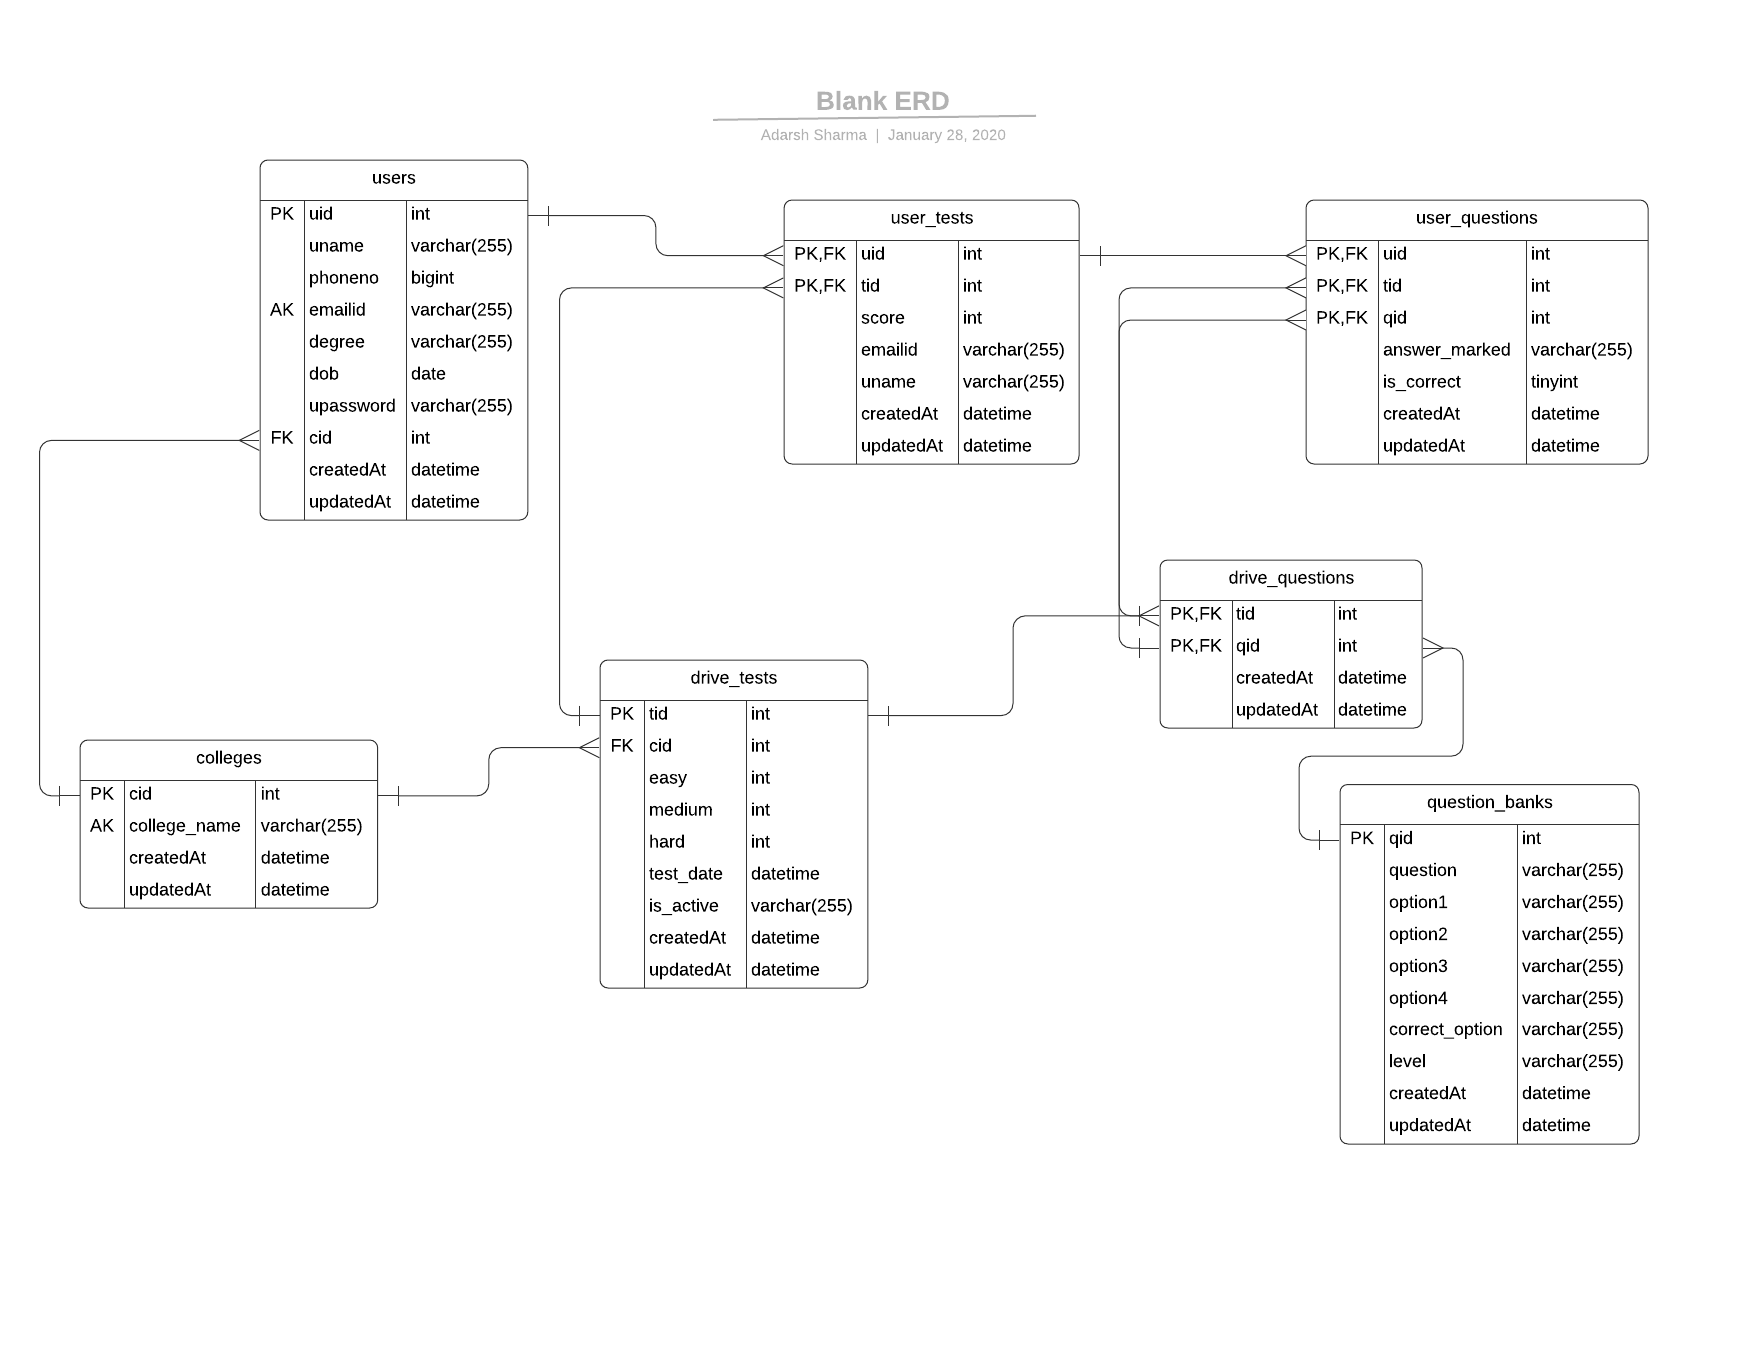 Blank ERD
Adarsh Sharma | January 28, 2020
users
PK uid int
uname varchar(255)
phoneno bigint
AK emailid varchar(255)
degree varchar(255)
dob date
upassword varchar(255)
FK cid int
createdAt datetime
updatedAt datetime
user_tests
PK,FK uid int
PK,FK tid int
score int
emailid varchar(255)
uname varchar(255)
createdAt datetime
updatedAt datetime
user_questions
PK,FK uid int
PK,FK tid int
PK,FK qid int
answer_marked varchar(255)
is_correct tinyint
createdAt datetime
updatedAt datetime
drive_questions
PK,FK tid int
PK,FK qid int
createdAt datetime
updatedAt datetime
drive_tests
PK tid int
FK cid int
easy int
medium int
hard int
test_date datetime
is_active varchar(255)
createdAt datetime
updatedAt datetime
colleges
PK cid int
AK college_name varchar(255)
createdAt datetime
updatedAt datetime
question_banks
PK qid int
question varchar(255)
option1 varchar(255)
option2 varchar(255)
option3 varchar(255)
option4 varchar(255)
correct_option varchar(255)
level varchar(255)
createdAt datetime
updatedAt datetime